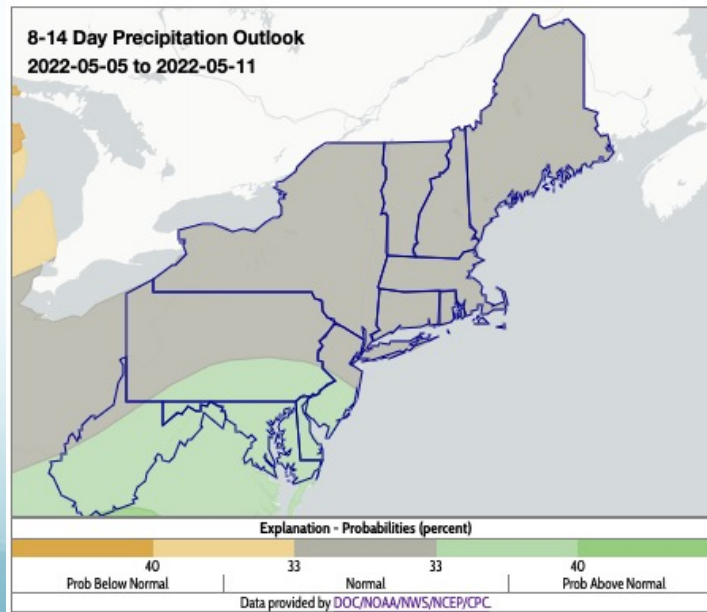 8-14 Day Precipitation Outlook
2022-05-05 to 2022-05-11
Explanation - Probabilities (percent)
40 33 33 40
Prob Below Normal Normal Prob Above Normal
Data provided by DOC/NOAA/NWS/NCEP/CPC.